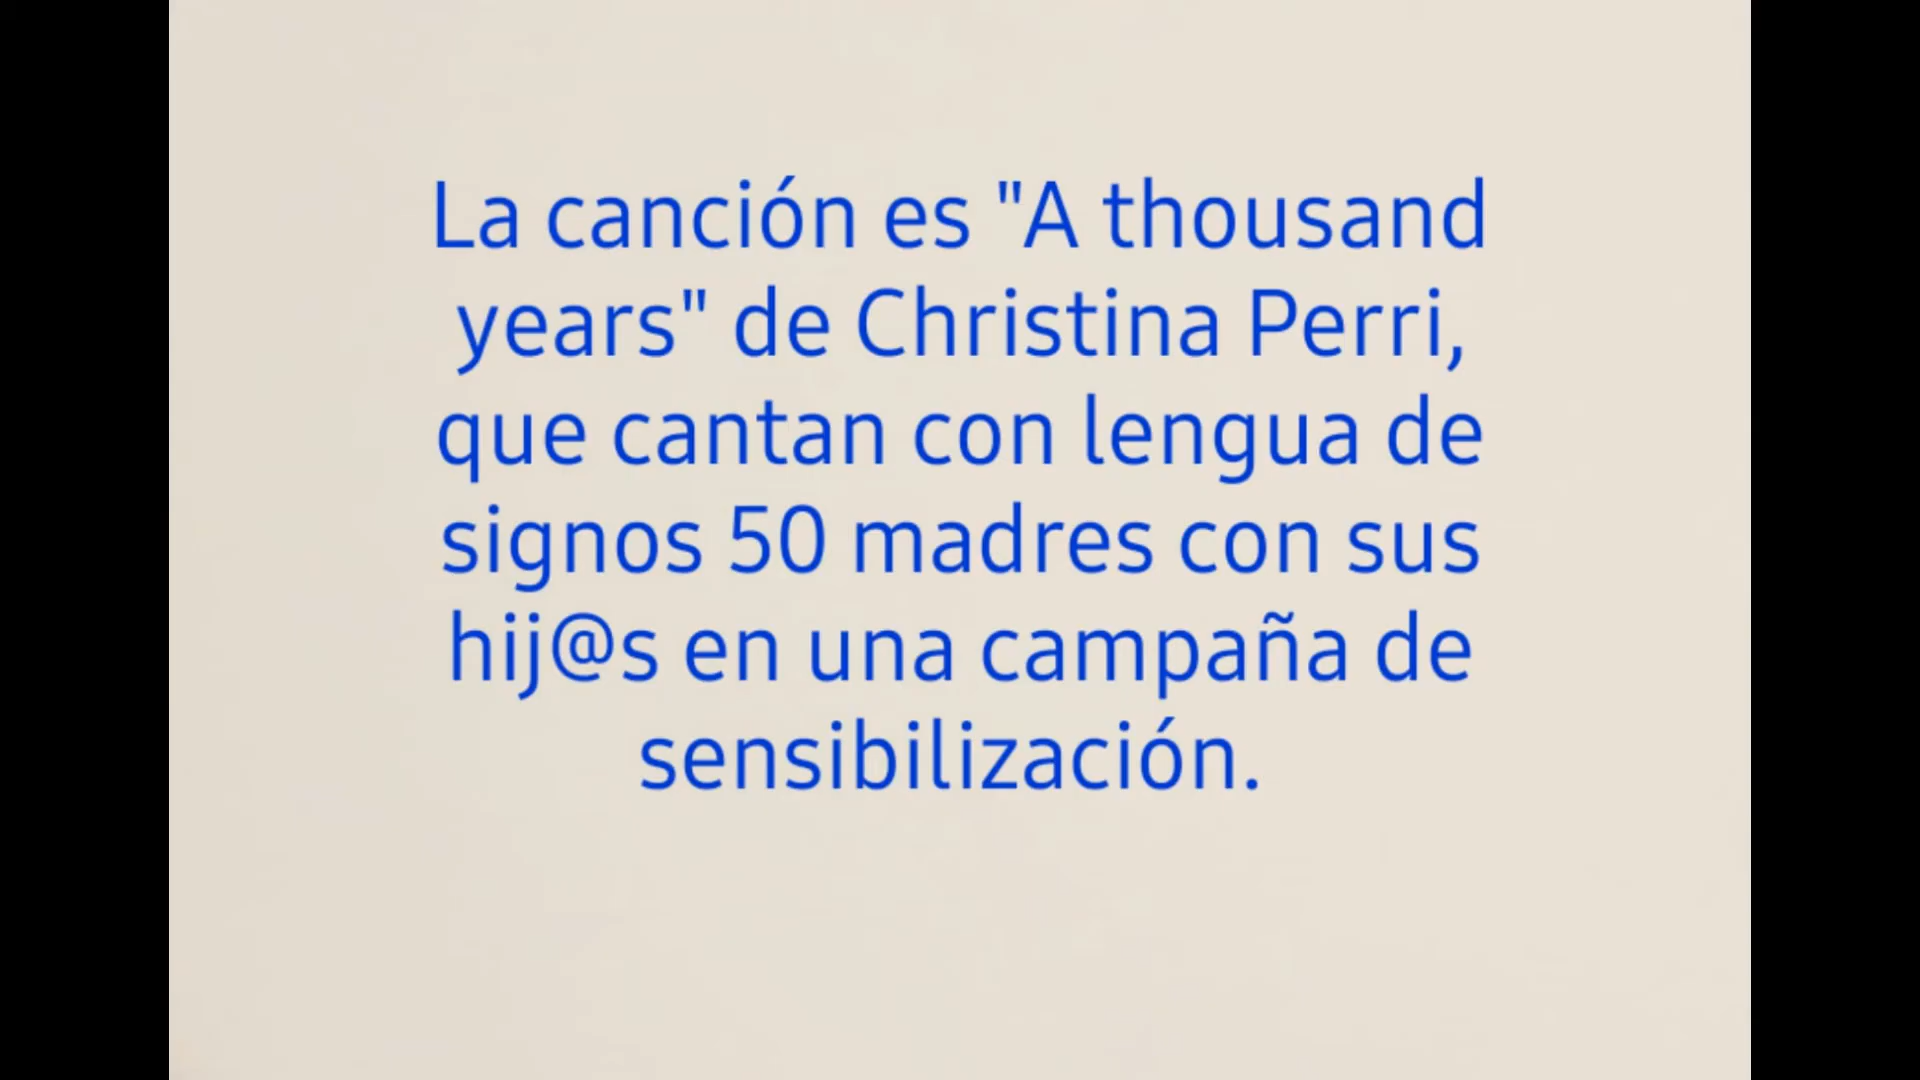 La canción es "A thousand
years" de Christina Perri,
que cantan con lengua de
signos 50 madres con sus
hij@s en una campaña de
sensibilización.